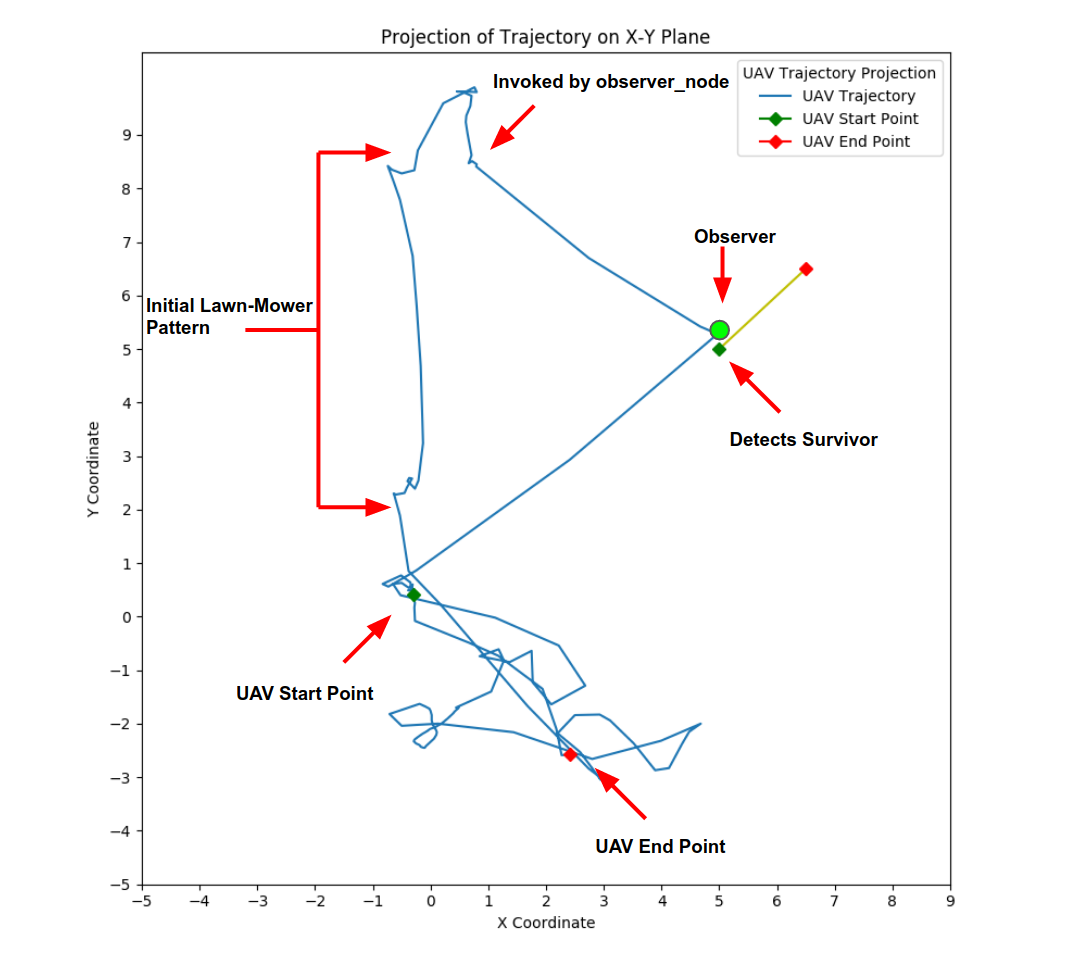 Projection of Trajectory on X-Y Plane
Invoked by observer_node
UAV Trajectory Projection
UAV Trajectory
UAV Start Point
UAV End Point
Observer
Initial Lawn-Mower
Pattern
Detects Survivor
UAV Start Point
UAV End Point
Y Coordinate
9
8
7
6
5
4
3
2
1
0
−1
−2
−3
−4
−5
−5 −4 −3 −2 −1 0 1 2 3 4 5 6 7 8 9
X Coordinate